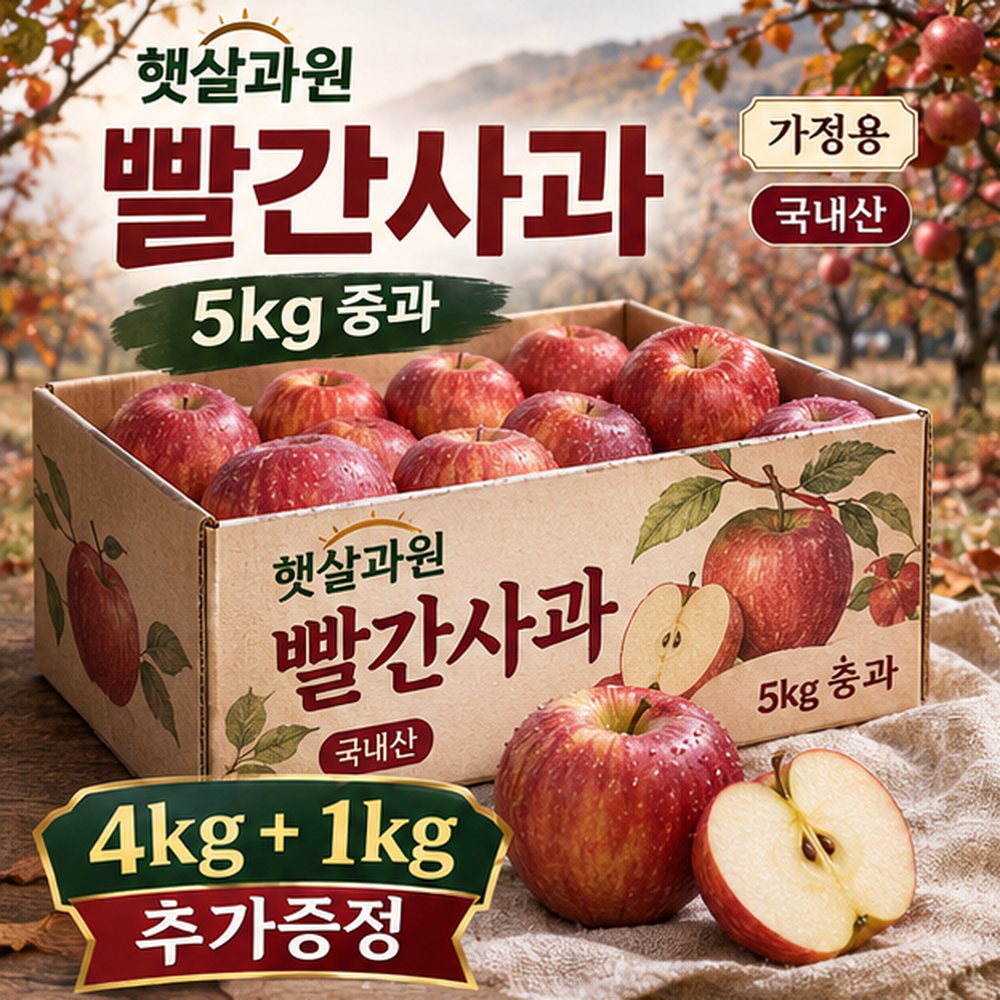 햇살과원
빨간사과
5kg 중과
가정용
국내산
햇살과원
빨간사과
국내산
5kg 중과
4kg + 1kg
추가증정